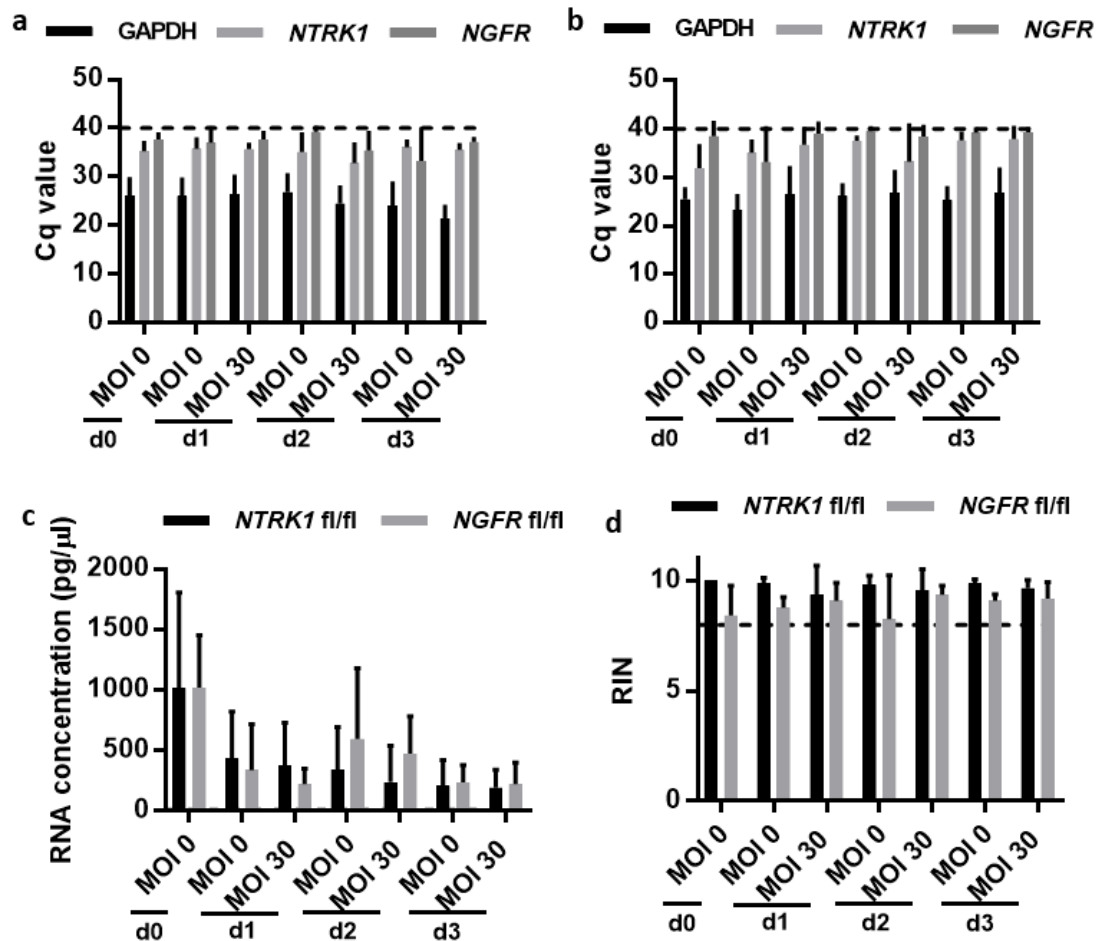 a
GAPDH NTRK1 NGFR
Cq value
50
40
30
20
10
0
MOI 0 MOI 0 MOI 30 MOI 0 MOI 30 MOI 0 MOI 30
d0 d1 d2 d3
b
GAPDH NTRK1 NGFR
Cq value
50
40
30
20
10
0
MOI 0 MOI 0 MOI 30 MOI 0 MOI 30 MOI 0 MOI 30
d0 d1 d2 d3
c
NTRK1 fl/fl NGFR fl/fl
RNA concentration (pg/µl)
2000
1500
1000
500
0
MOI 0 MOI 0 MOI 30 MOI 0 MOI 30 MOI 0 MOI 30
d0 d1 d2 d3
d
NTRK1 fl/fl NGFR fl/fl
RIN
10
5
0
MOI 0 MOI 0 MOI 30 MOI 0 MOI 30 MOI 0 MOI 30
d0 d1 d2 d3